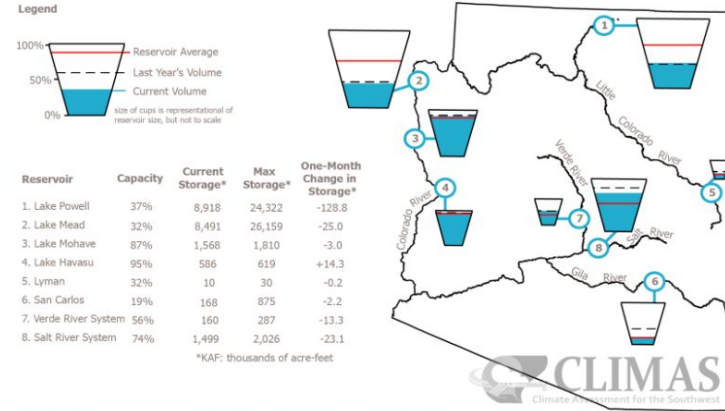 Legend
100%
50%
0%
Reservoir Average
Last Year's Volume
Current Volume
size of cups is representational of
reservoir size, but not to scale
Reservoir Capacity Current Storage* Max Storage* One-Month Change in Storage*
1. Lake Powell 37% 8,918 24,322 -128.8
2. Lake Mead 32% 8,491 26,159 -25.0
3. Lake Mohave 87% 1,568 1,810 -3.0
4. Lake Havasu 95% 586 619 +14.3
5. Lyman 32% 10 30 -0.2
6. San Carlos 19% 168 875 -2.2
7. Verde River System 56% 160 287 -13.3
8. Salt River System 74% 1,499 2,026 -23.1
*KAF: thousands of acre-feet
1
2
3
4
5
6
7
8
Little Colorado River
Verde River
Colorado River
Salt River
Gila River
CLIMAS
Climate Assessment for the Southwest